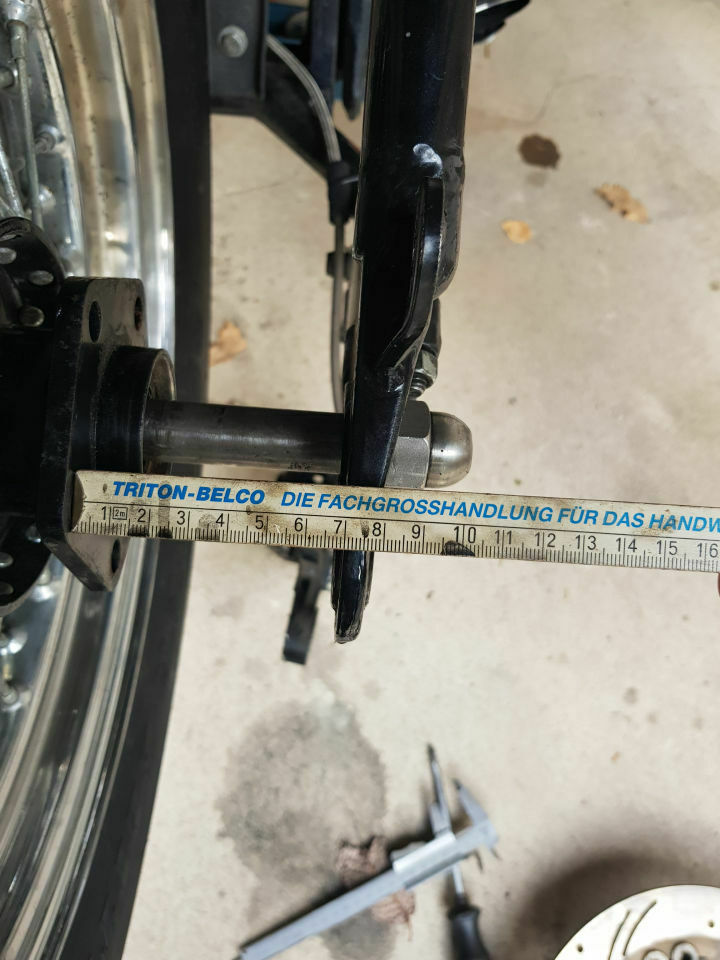 TRITON-BELCO DIE FACHGROSSHANDLUNG FÜR DAS HANDW
1 2m 2 3 4 5 6 7 8 9 10 11 12 13 14 15 16